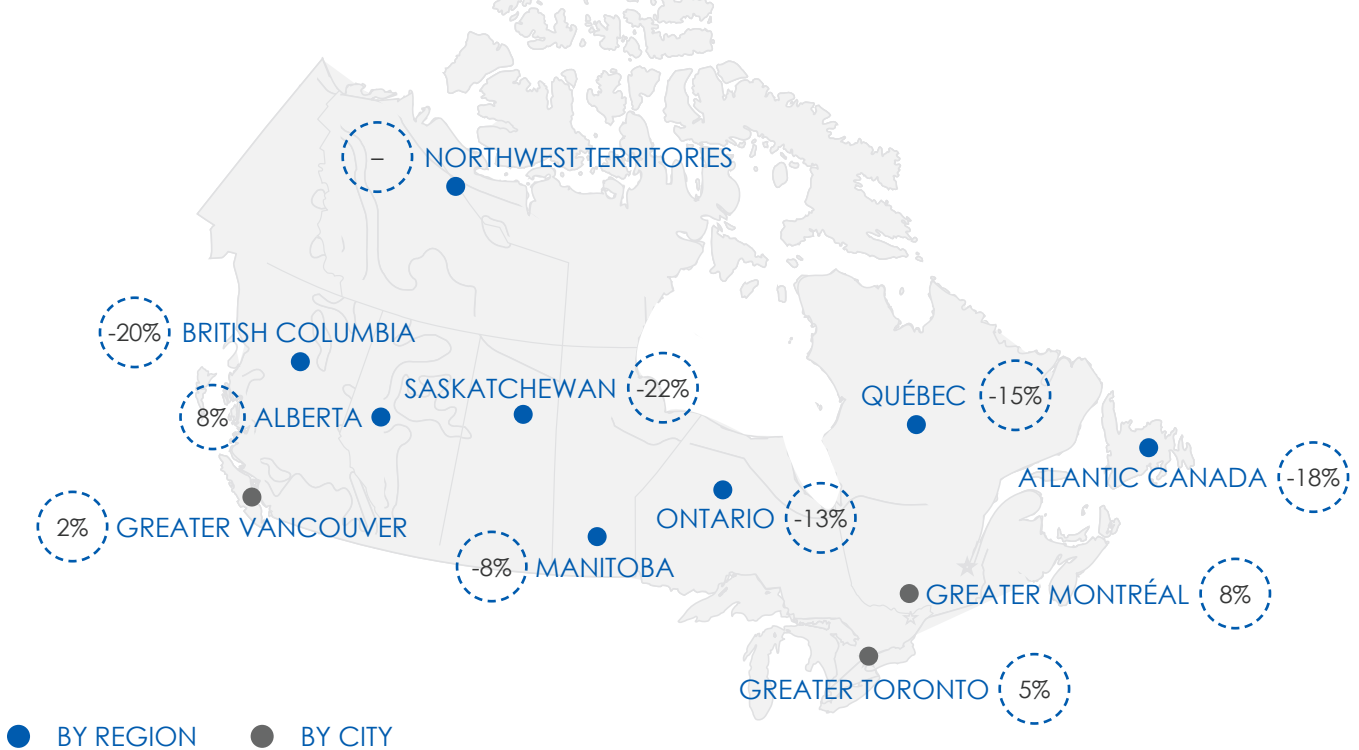 – NORTHWEST TERRITORIES
-20% BRITISH COLUMBIA
SASKATCHEWAN -22%
QUÉBEC -15%
8% ALBERTA
ATLANTIC CANADA -18%
ONTARIO -13%
2% GREATER VANCOUVER
-8% MANITOBA
GREATER MONTRÉAL 8%
GREATER TORONTO 5%
BY REGION BY CITY